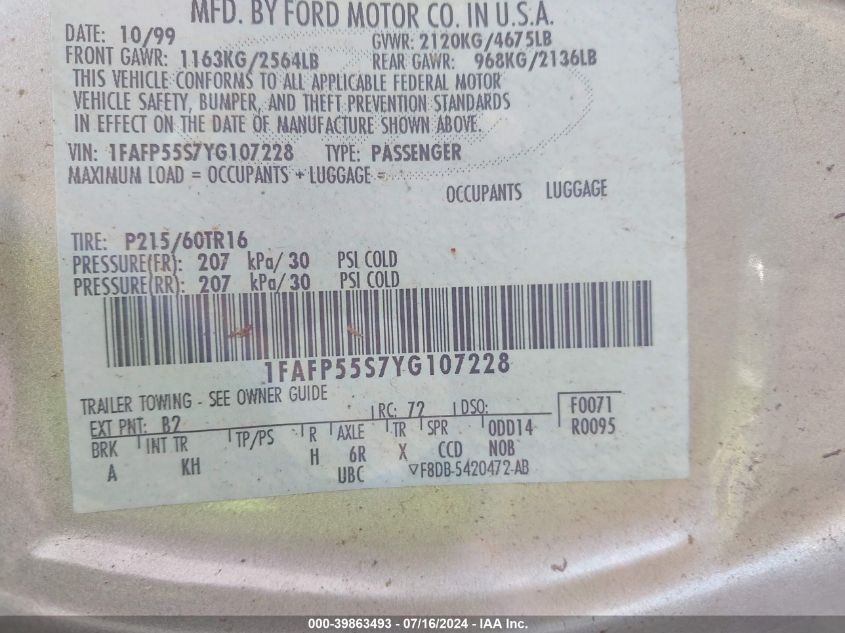 MFD. BY FORD MOTOR CO. IN U.S.A.
DATE: 10/99 GVWR: 2120KG/4675LB
FRONT GAWR: 1163KG/2564LB REAR GAWR: 968KG/2136LB
THIS VEHICLE CONFORMS TO ALL APPLICABLE FEDERAL MOTOR
VEHICLE SAFETY, BUMPER, AND THEFT PREVENTION STANDARDS
IN EFFECT ON THE DATE OF MANUFACTURE SHOWN ABOVE.
VIN: 1FAFP55S7YG107228 TYPE: PASSENGER
MAXIMUM LOAD = OCCUPANTS + LUGGAGE =
OCCUPANTS LUGGAGE
TIRE: P215/60TR16
PRESSURE(FR): 207 kPa/ 30 PSI COLD
PRESSURE(RR): 207 kPa/ 30 PSI COLD
1FAFP55S7YG107228
TRAILER TOWING - SEE OWNER GUIDE
EXT PNT: B2 RC: 72 DSO: F0071
BRK INT TR TP/PS R AXLE TR SPR ODD14 R0095
A KH H 6R X CCD NOB
UBC ▽F8DB-5420472-AB
000-39863493 - 07/16/2024 - IAA Inc.